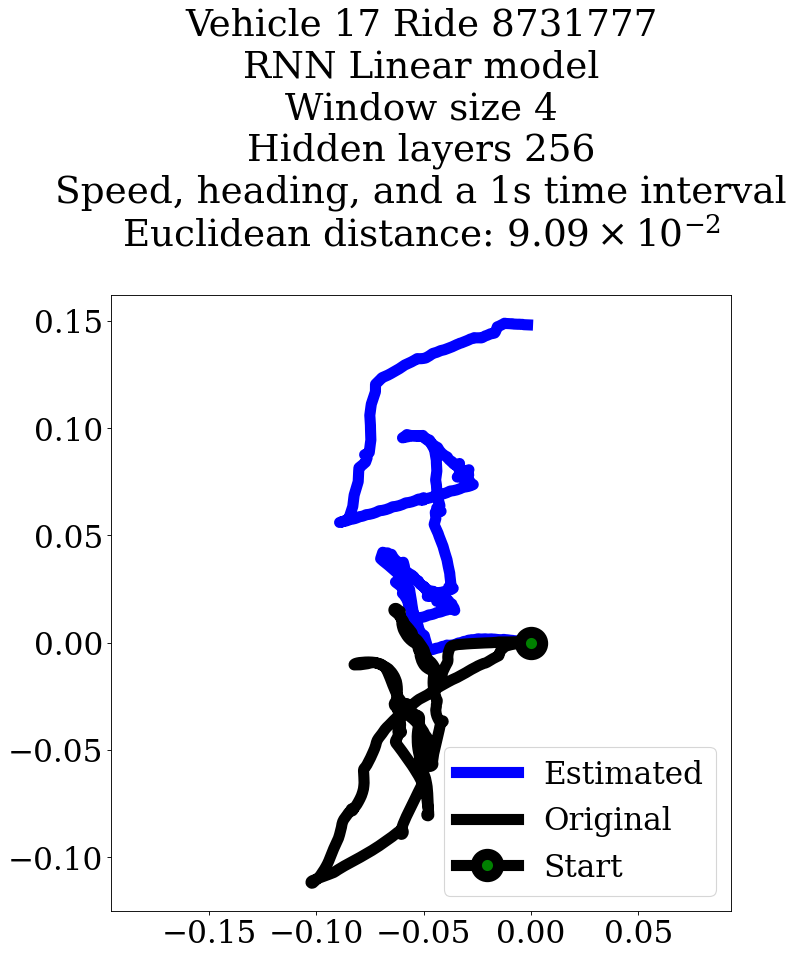 Vehicle 17 Ride 8731777
RNN Linear model
Window size 4
Hidden layers 256
Speed, heading, and a 1s time interval
Euclidean distance: 9.09 × 10⁻²
0.15
0.10
0.05
0.00
−0.05
−0.10
Estimated
Original
Start
−0.15 −0.10 −0.05 0.00 0.05